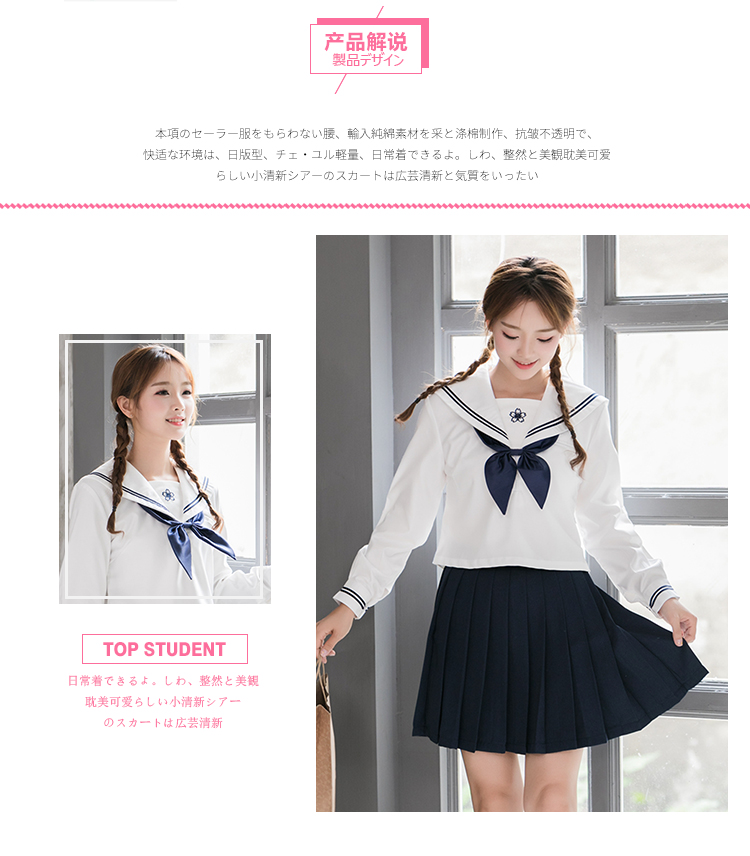 产品解说
製品デザイン
本項のセーラー服をもらわない腰、輸入純綿素材を采と涤棉制作、抗皱不透明で、
快适な环境は、日版型、チェ・ユル軽量、日常着できるよ。しわ、整然と美観耽美可爱
らしい小清新シアーのスカートは広芸清新と気質をいったい
TOP STUDENT
日常着できるよ。しわ、整然と美観
耽美可爱らしい小清新シアー
のスカートは広芸清新